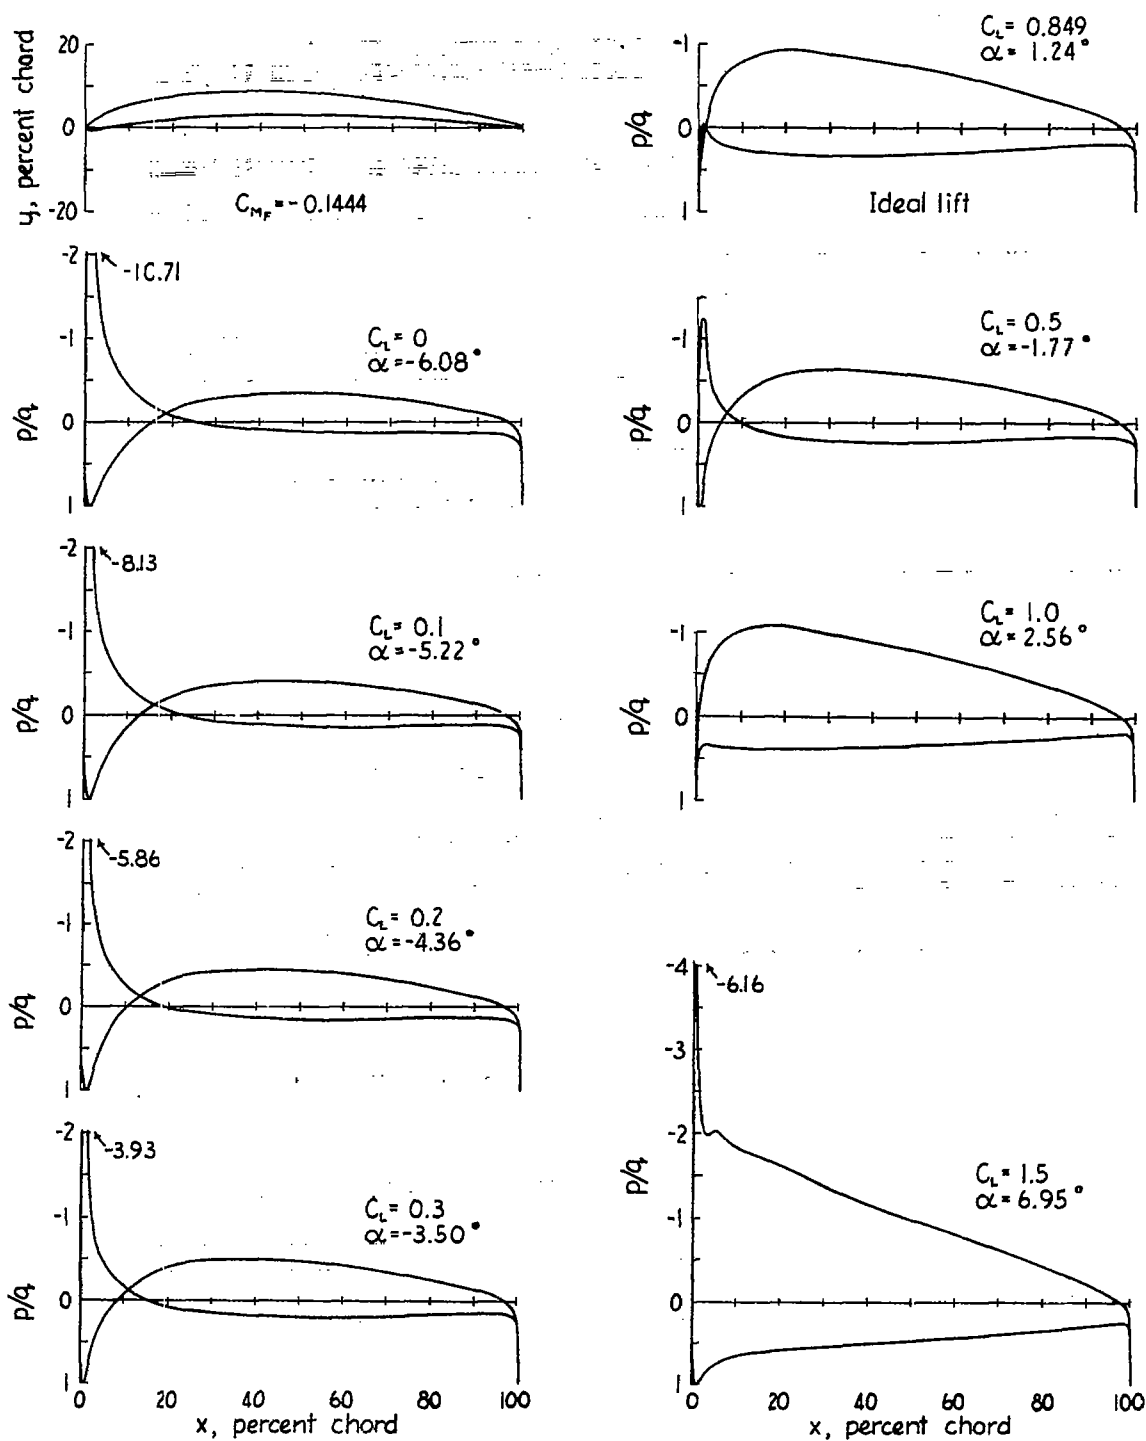 20
0
-20
y, percent chord
C_MF = -0.1444
-2
-1
0
1
p/q
-10.71
C_L = 0
α = -6.08°
-2
-1
0
1
p/q
-8.13
C_L = 0.1
α = -5.22°
-2
-1
0
1
p/q
-5.86
C_L = 0.2
α = -4.36°
-2
-1
0
1
p/q
-3.93
C_L = 0.3
α = -3.50°
0 20 40 60 80 100
x, percent chord
-1
0
1
p/q
C_L = 0.849
α = 1.24°
Ideal lift
-1
0
1
p/q
C_L = 0.5
α = -1.77°
-1
0
1
p/q
C_L = 1.0
α = 2.56°
-4
-3
-2
-1
0
1
p/q
-6.16
C_L = 1.5
α = 6.95°
0 20 40 60 80 100
x, percent chord